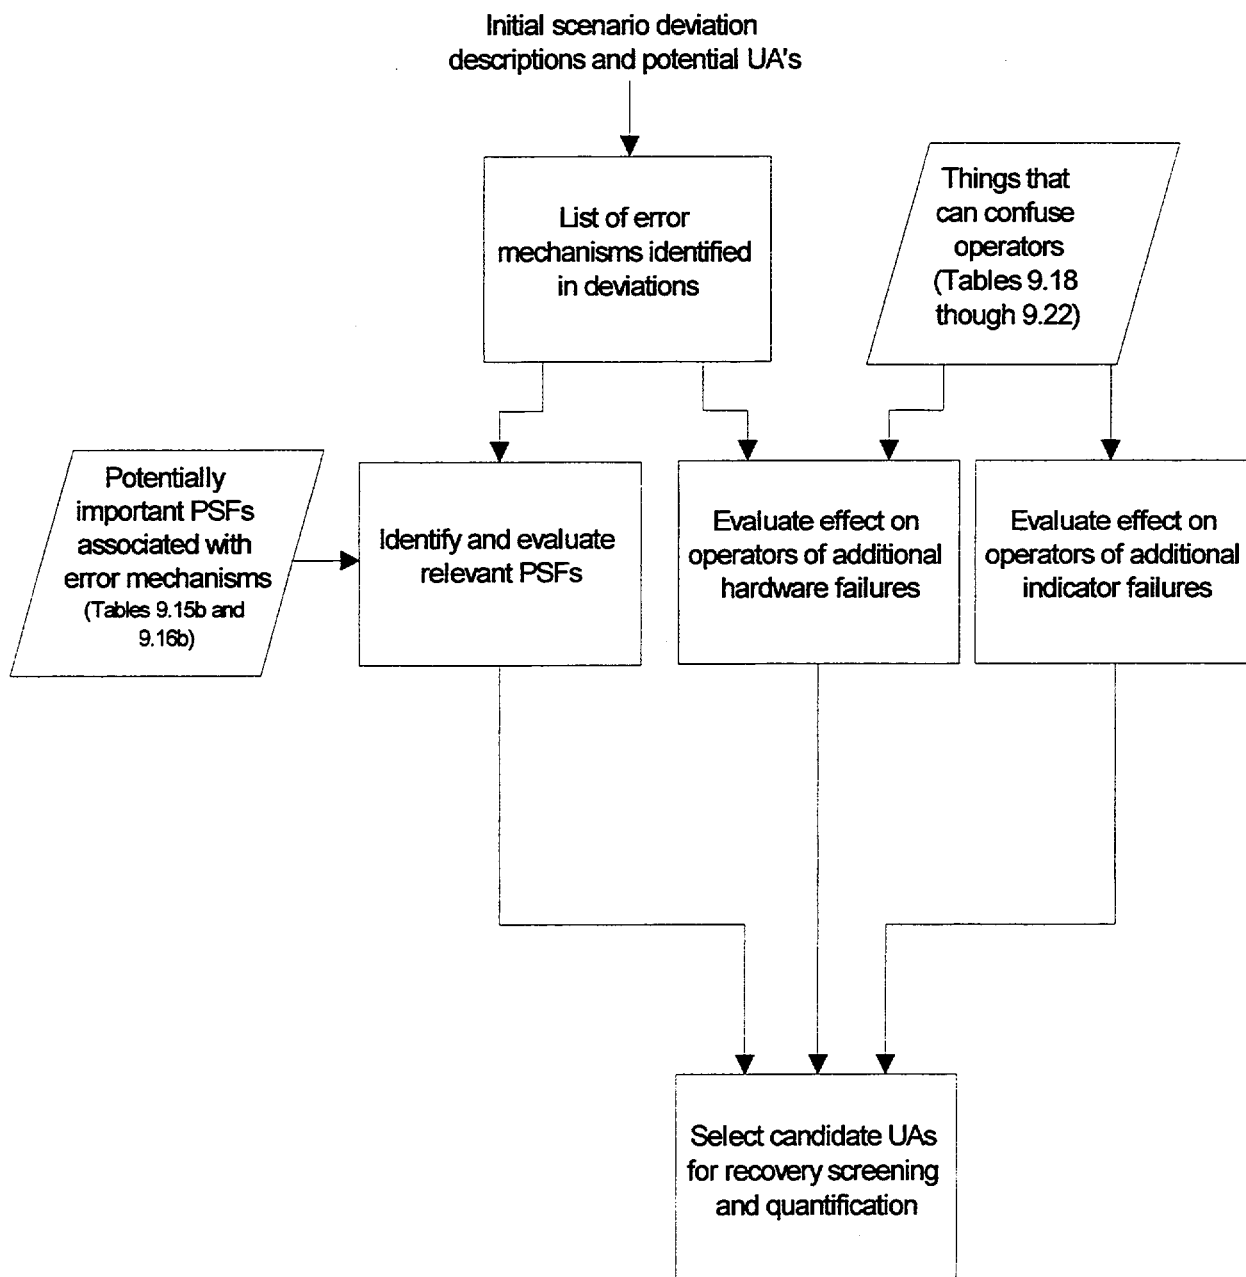 Initial scenario deviation
descriptions and potential UA's
List of error
mechanisms identified
in deviations
Things that
can confuse
operators
(Tables 9.18
though 9.22)
Potentially
important PSFs
associated with
error mechanisms
(Tables 9.15b and
9.16b)
Identify and evaluate
relevant PSFs
Evaluate effect on
operators of additional
hardware failures
Evaluate effect on
operators of additional
indicator failures
Select candidate UAs
for recovery screening
and quantification